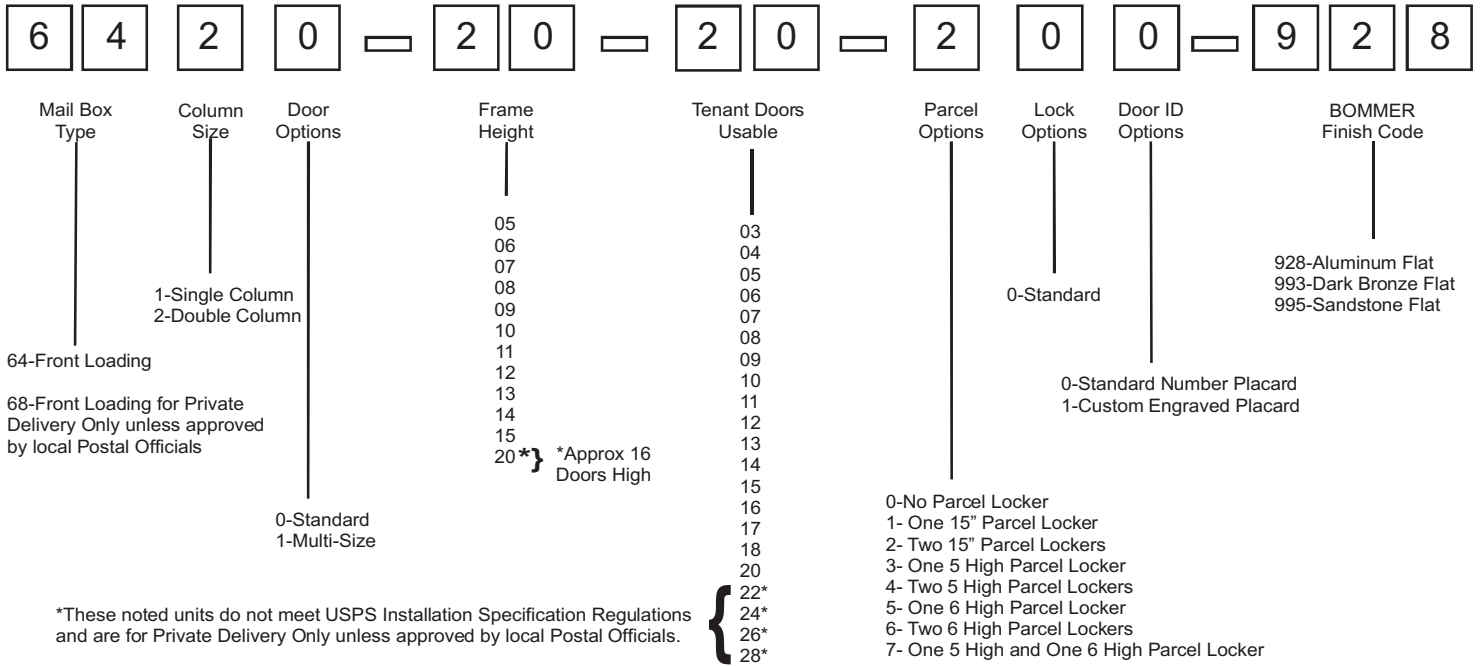 6 4 2 0 - 2 0 - 2 0 - 2 0 0 - 9 2 8
Mail Box
Type
Column
Size
Door
Options
Frame
Height
Tenant Doors
Usable
Parcel
Options
Lock
Options
Door ID
Options
BOMMER
Finish Code
64-Front Loading
68-Front Loading for Private
Delivery Only unless approved
by local Postal Officials
1-Single Column
2-Double Column
0-Standard
1-Multi-Size
05
06
07
08
09
10
11
12
13
14
15
20*}
*Approx 16
Doors High
03
04
05
06
07
08
09
10
11
12
13
14
15
16
17
18
20
22*
24*
26*
28*
*These noted units do not meet USPS Installation Specification Regulations
and are for Private Delivery Only unless approved by local Postal Officials.
{
0-No Parcel Locker
1- One 15” Parcel Locker
2- Two 15” Parcel Lockers
3- One 5 High Parcel Locker
4- Two 5 High Parcel Lockers
5- One 6 High Parcel Locker
6- Two 6 High Parcel Lockers
7- One 5 High and One 6 High Parcel Locker
0-Standard
0-Standard Number Placard
1-Custom Engraved Placard
928-Aluminum Flat
993-Dark Bronze Flat
995-Sandstone Flat